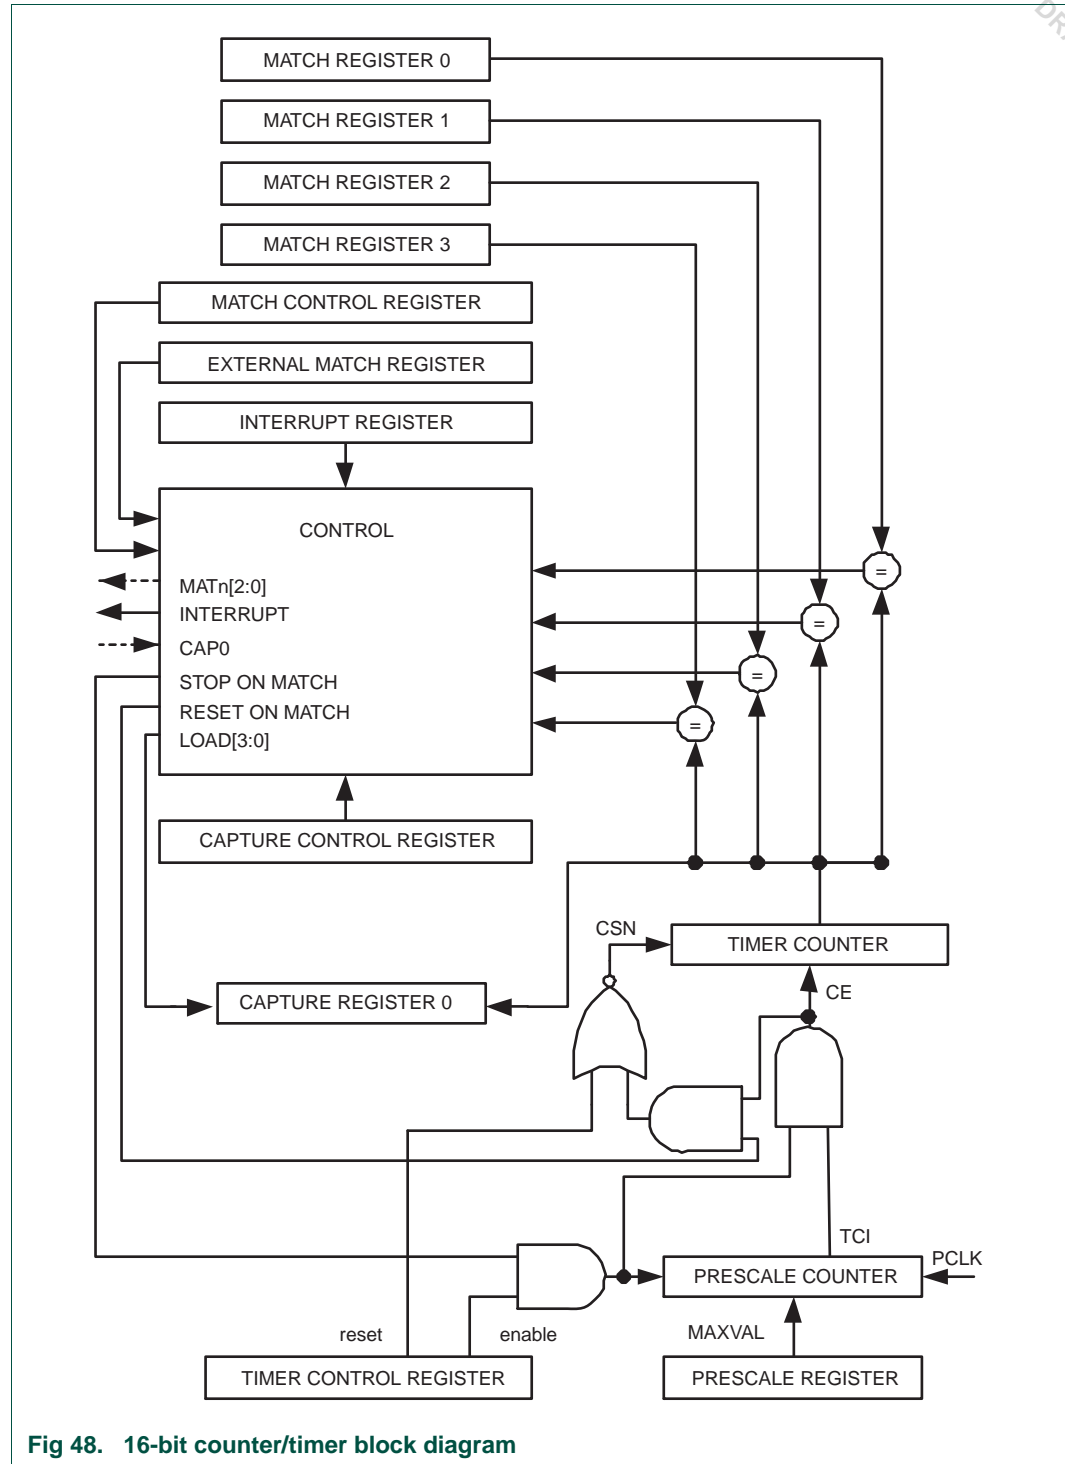 MATCH REGISTER 0
MATCH REGISTER 1
MATCH REGISTER 2
MATCH REGISTER 3
MATCH CONTROL REGISTER
EXTERNAL MATCH REGISTER
INTERRUPT REGISTER
CONTROL
=
=
=
=
MATn[2:0]
INTERRUPT
CAP0
STOP ON MATCH
RESET ON MATCH
LOAD[3:0]
CAPTURE CONTROL REGISTER
CSN
TIMER COUNTER
CE
CAPTURE REGISTER 0
TCI
PCLK
PRESCALE COUNTER
reset
enable
MAXVAL
TIMER CONTROL REGISTER
PRESCALE REGISTER
Fig 48. 16-bit counter/timer block diagram